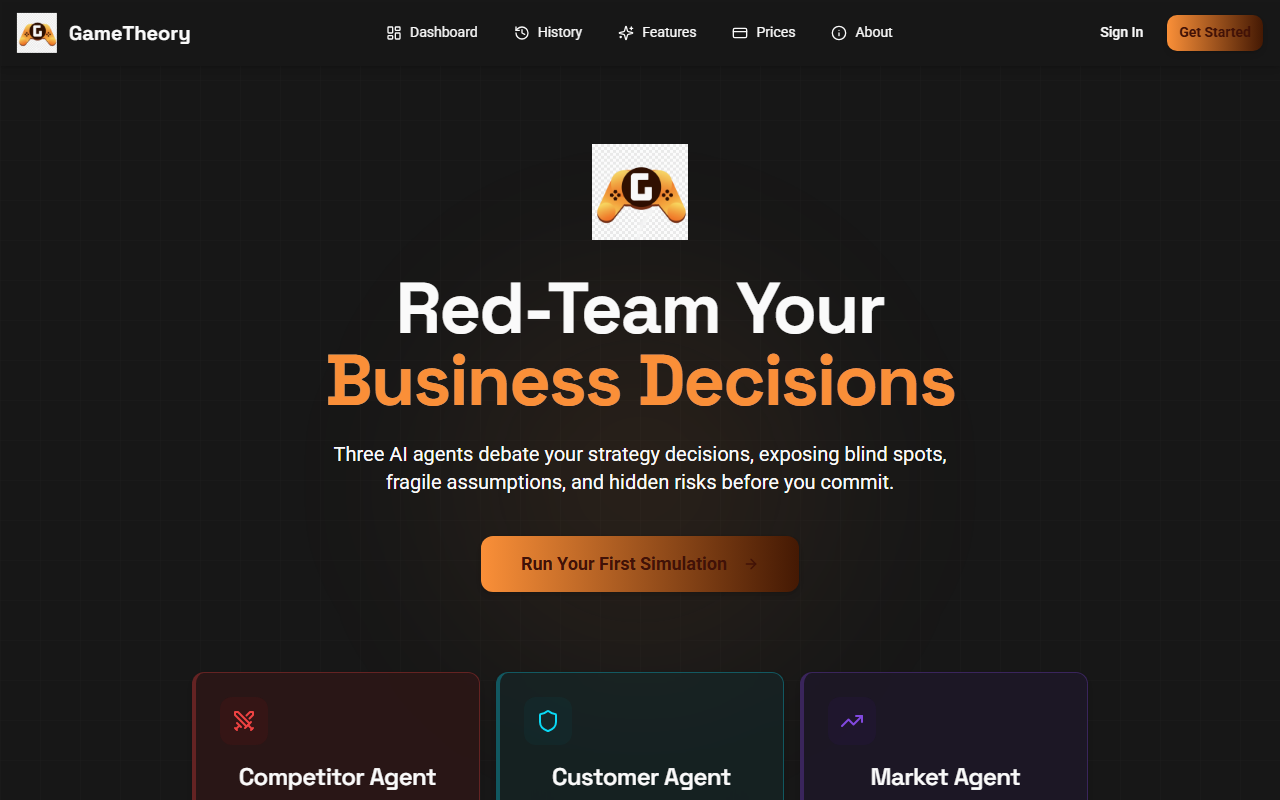 GameTheory
Dashboard
History
Features
Prices
About
Sign In
Get Started
G
Red-Team Your
Business Decisions
Three AI agents debate your strategy decisions, exposing blind spots,
fragile assumptions, and hidden risks before you commit.
Run Your First Simulation
Competitor Agent
Customer Agent
Market Agent